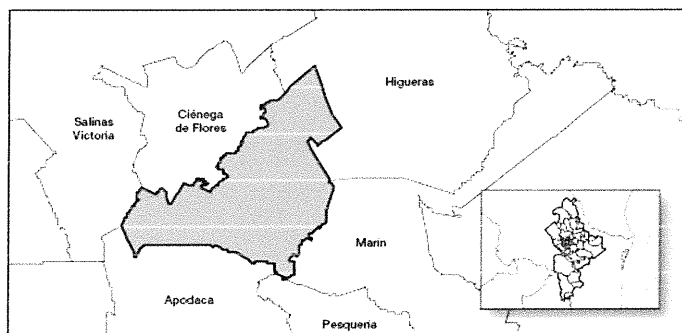 Higueras
Ciénega
de Flores
Salinas
Victoria
Marín
Apodaca
Pesquería